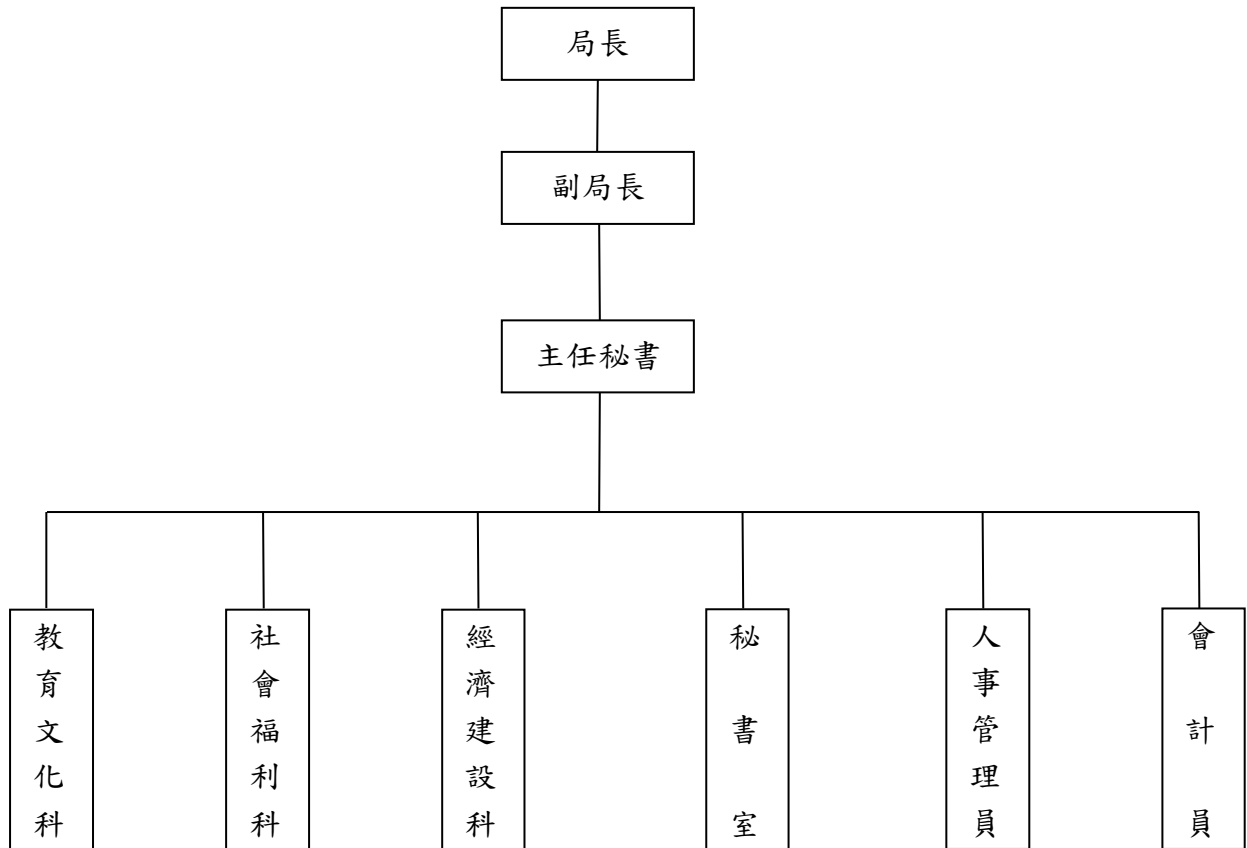 局長
副局長
主任秘書
教育文化科
社會福利科
經濟建設科
秘書室
人事管理員
會計員